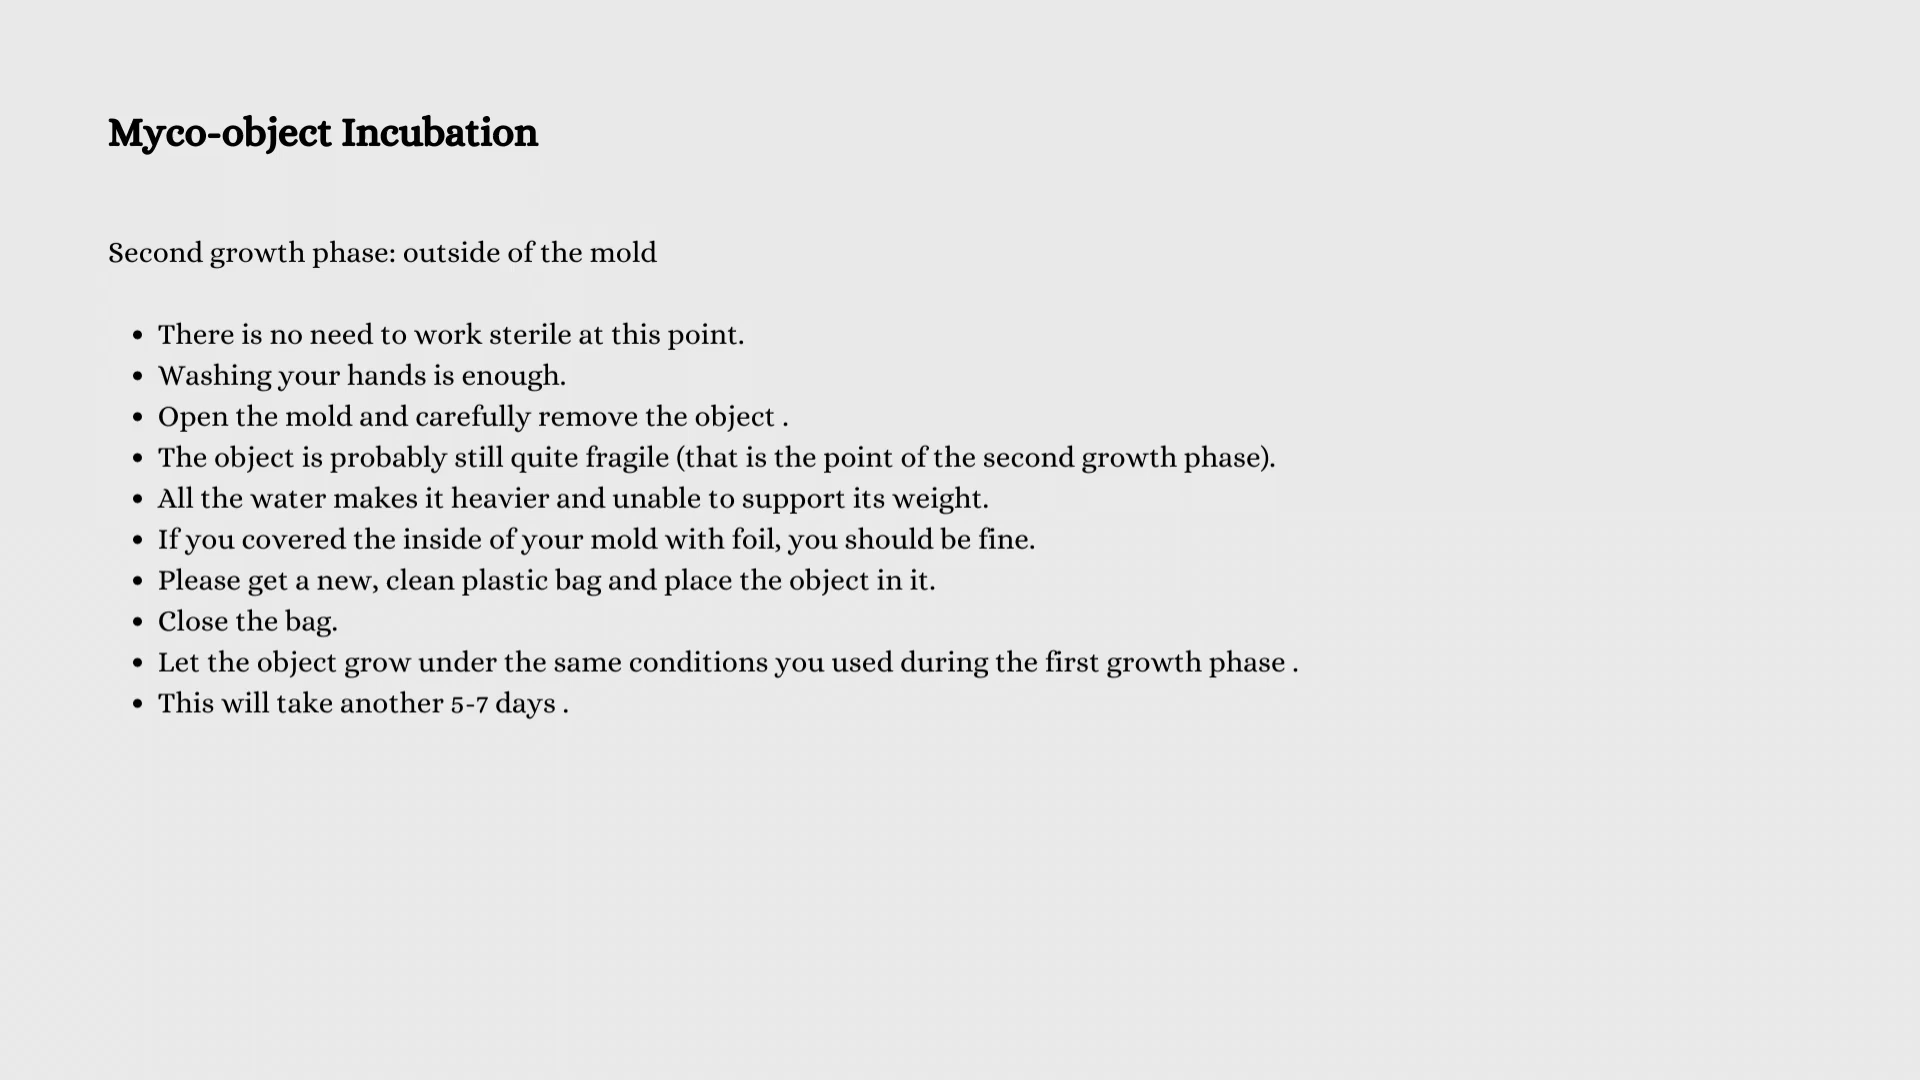 Myco-object Incubation
Second growth phase: outside of the mold
• There is no need to work sterile at this point.
• Washing your hands is enough.
• Open the mold and carefully remove the object .
• The object is probably still quite fragile (that is the point of the second growth phase).
• All the water makes it heavier and unable to support its weight.
• If you covered the inside of your mold with foil, you should be fine.
• Please get a new, clean plastic bag and place the object in it.
• Close the bag.
• Let the object grow under the same conditions you used during the first growth phase .
• This will take another 5-7 days .